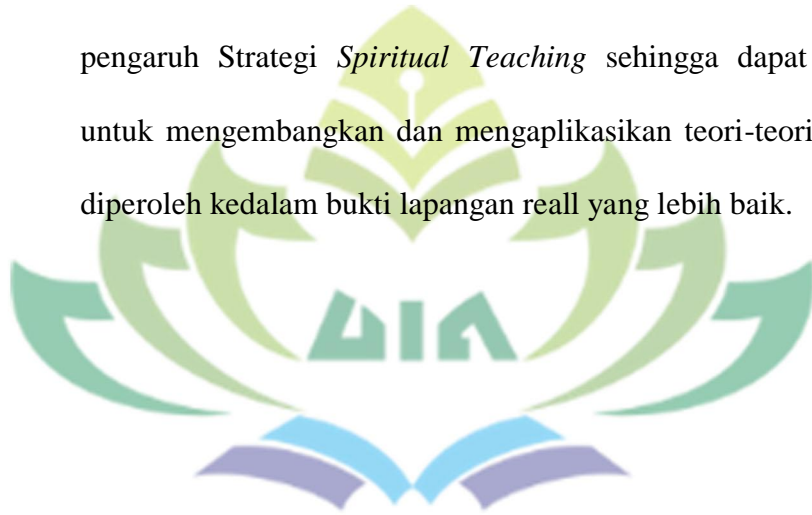 pengaruh Strategi Spiritual Teaching sehingga dapat
untuk mengembangkan dan mengaplikasikan teori-teori
diperoleh kedalam bukti lapangan reall yang lebih baik.
UIN